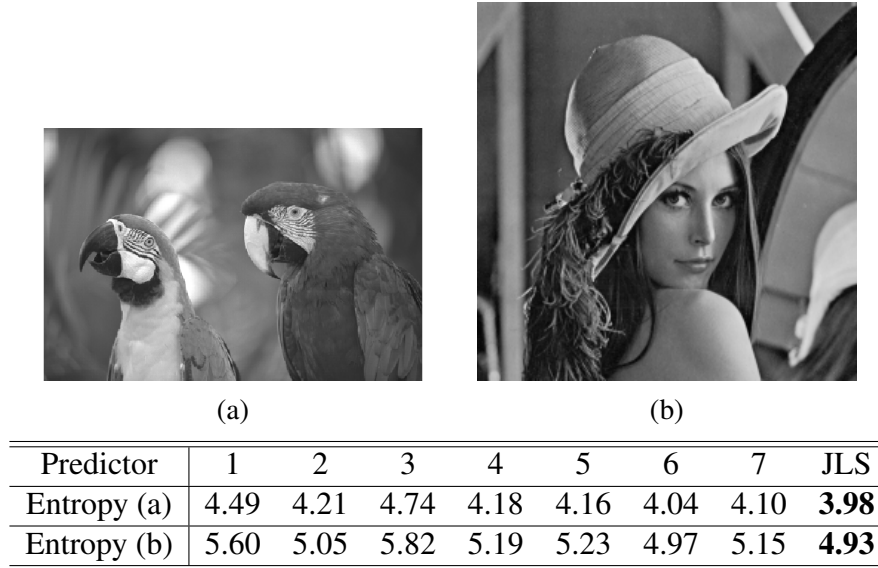 (a)
(b)
Predictor 1 2 3 4 5 6 7 JLS
Entropy (a) 4.49 4.21 4.74 4.18 4.16 4.04 4.10 3.98
Entropy (b) 5.60 5.05 5.82 5.19 5.23 4.97 5.15 4.93